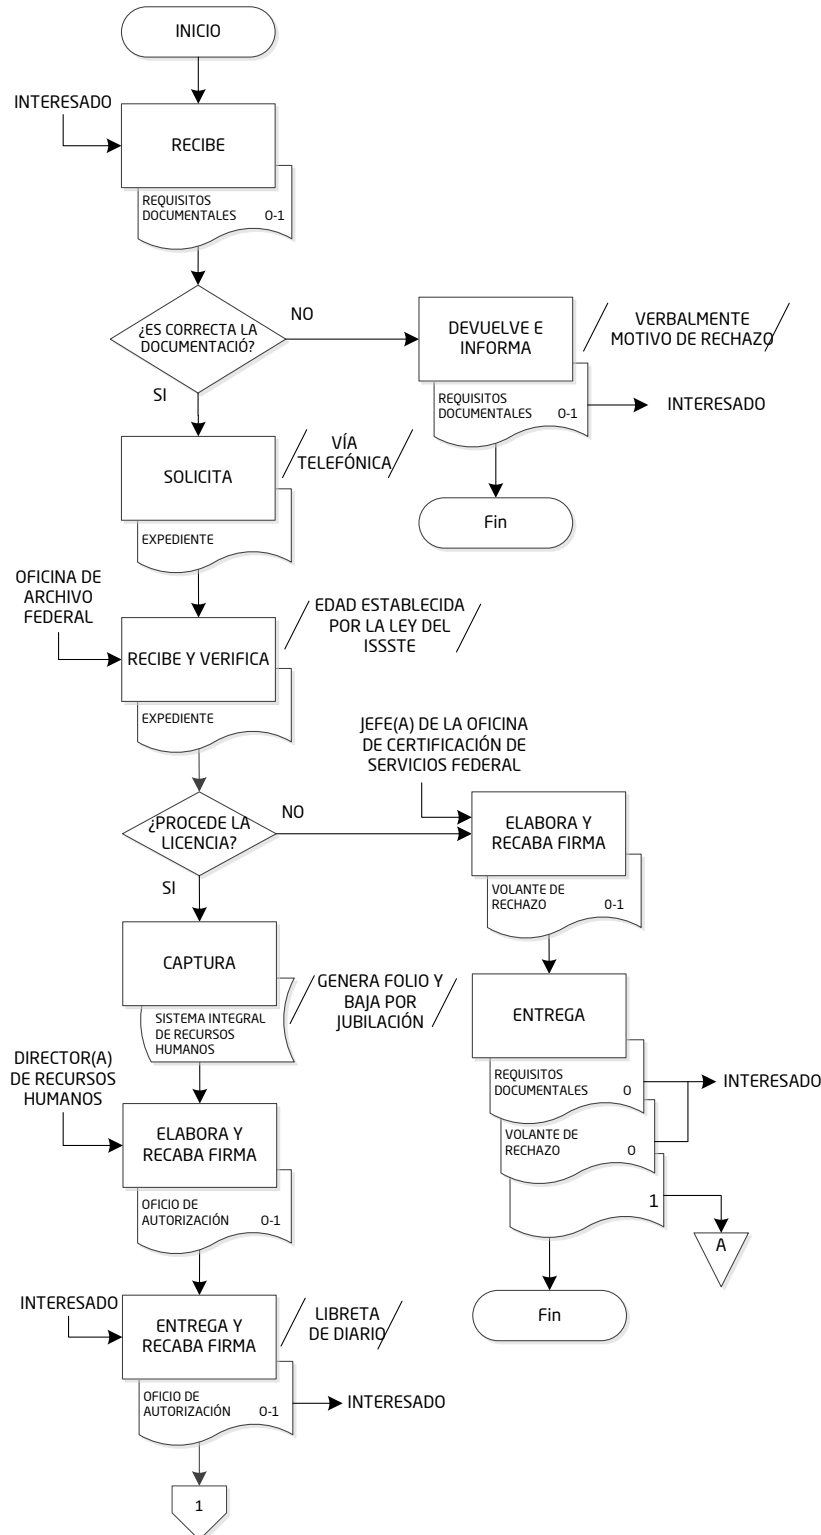 INICIO
INTERESADO
RECIBE
REQUISITOS
DOCUMENTALES 0-1
¿ES CORRECTA LA
DOCUMENTACIÓ?
NO
SI
DEVUELVE E
INFORMA
VERBALMENTE
MOTIVO DE RECHAZO
REQUISITOS
DOCUMENTALES 0-1
INTERESADO
Fin
SOLICITA
VÍA
TELEFÓNICA
EXPEDIENTE
OFICINA DE
ARCHIVO
FEDERAL
RECIBE Y VERIFICA
EDAD ESTABLECIDA
POR LA LEY DEL
ISSSTE
EXPEDIENTE
¿PROCEDE LA
LICENCIA?
NO
SI
JEFE(A) DE LA OFICINA
DE CERTIFICACIÓN DE
SERVICIOS FEDERAL
ELABORA Y
RECABA FIRMA
VOLANTE DE
RECHAZO 0-1
ENTREGA
REQUISITOS
DOCUMENTALES 0
INTERESADO
VOLANTE DE
RECHAZO 0
1
A
Fin
CAPTURA
GENERA FOLIO Y
BAJA POR
JUBILACIÓN
SISTEMA INTEGRAL
DE RECURSOS
HUMANOS
DIRECTOR(A)
DE RECURSOS
HUMANOS
ELABORA Y
RECABA FIRMA
OFICIO DE
AUTORIZACIÓN 0-1
INTERESADO
ENTREGA Y
RECABA FIRMA
LIBRETA
DE DIARIO
OFICIO DE
AUTORIZACIÓN 0-1
INTERESADO
1